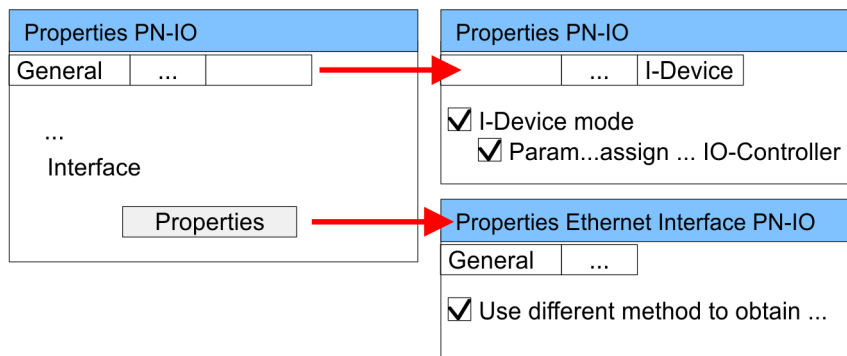 Properties PN-IO
General ...
...
Interface
Properties
Properties PN-IO
... I-Device
I-Device mode
Param...assign ... IO-Controller
Properties Ethernet Interface PN-IO
General ...
Use different method to obtain ...